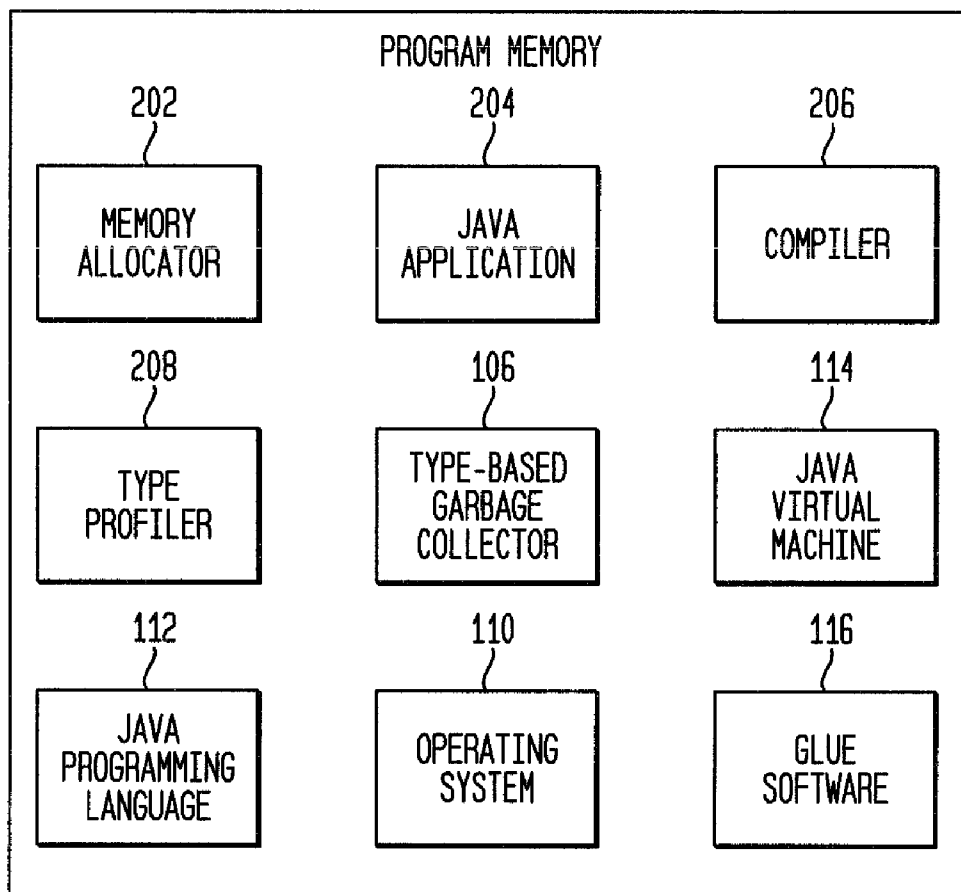 PROGRAM MEMORY
202
204
206
MEMORY
ALLOCATOR
JAVA
APPLICATION
COMPILER
208
106
114
TYPE
PROFILER
TYPE-BASED
GARBAGE
COLLECTOR
JAVA
VIRTUAL
MACHINE
112
110
116
JAVA
PROGRAMMING
LANGUAGE
OPERATING
SYSTEM
GLUE
SOFTWARE